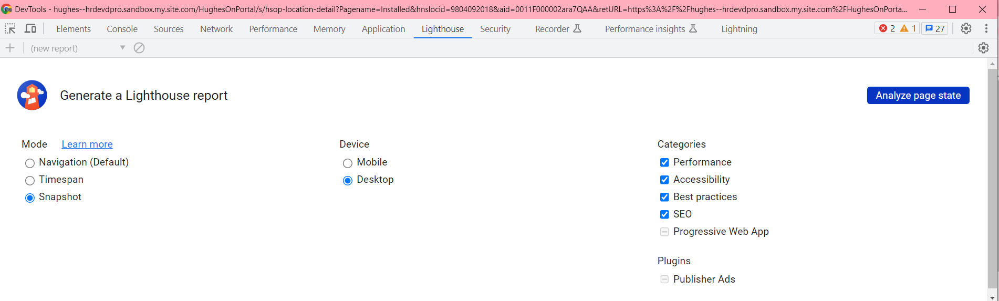 DevTools - hughes--hrdevdpro.sandbox.my.site.com/HughesOnPortal/s/hsop-location-detail?Pagename=Installed&hnslocid=9804092018&aid=0011F000002ara7QAA&retURL=https%3A%2F%2Fhughes--hrdevdpro.sandbox.my.site.com%2FHughesOnPorta...
Elements Console Sources Network Performance Memory Application Lighthouse Security Recorder Performance insights Lightning 2 1 27
(new report)
Generate a Lighthouse report
Analyze page state
Mode Learn more
Navigation (Default)
Timespan
Snapshot
Device
Mobile
Desktop
Categories
Performance
Accessibility
Best practices
SEO
Progressive Web App
Plugins
Publisher Ads